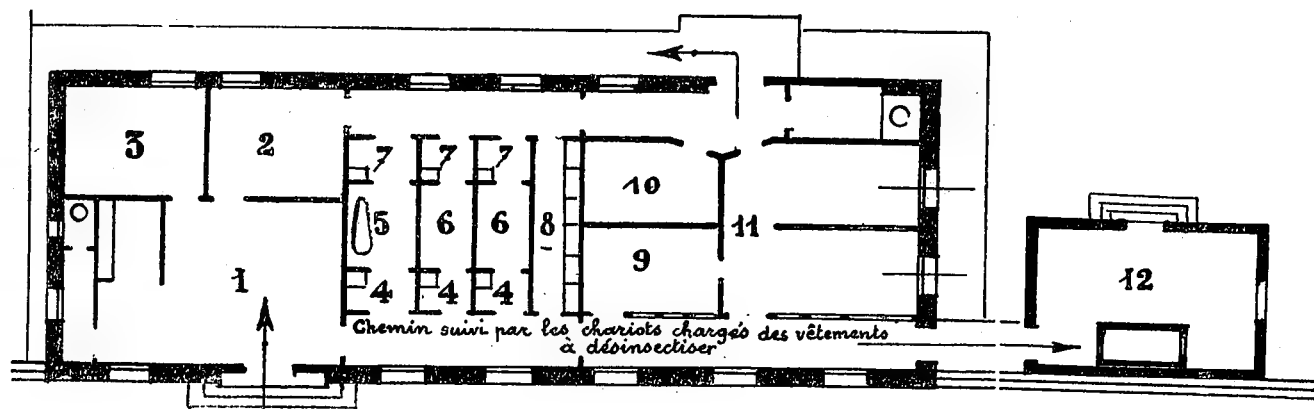 3 2
7 7 7
10
5 6 6 8 11
9 12
1
4 4 4
Chemin suivi par les chariots chargés des vêtements
à désinsectiser